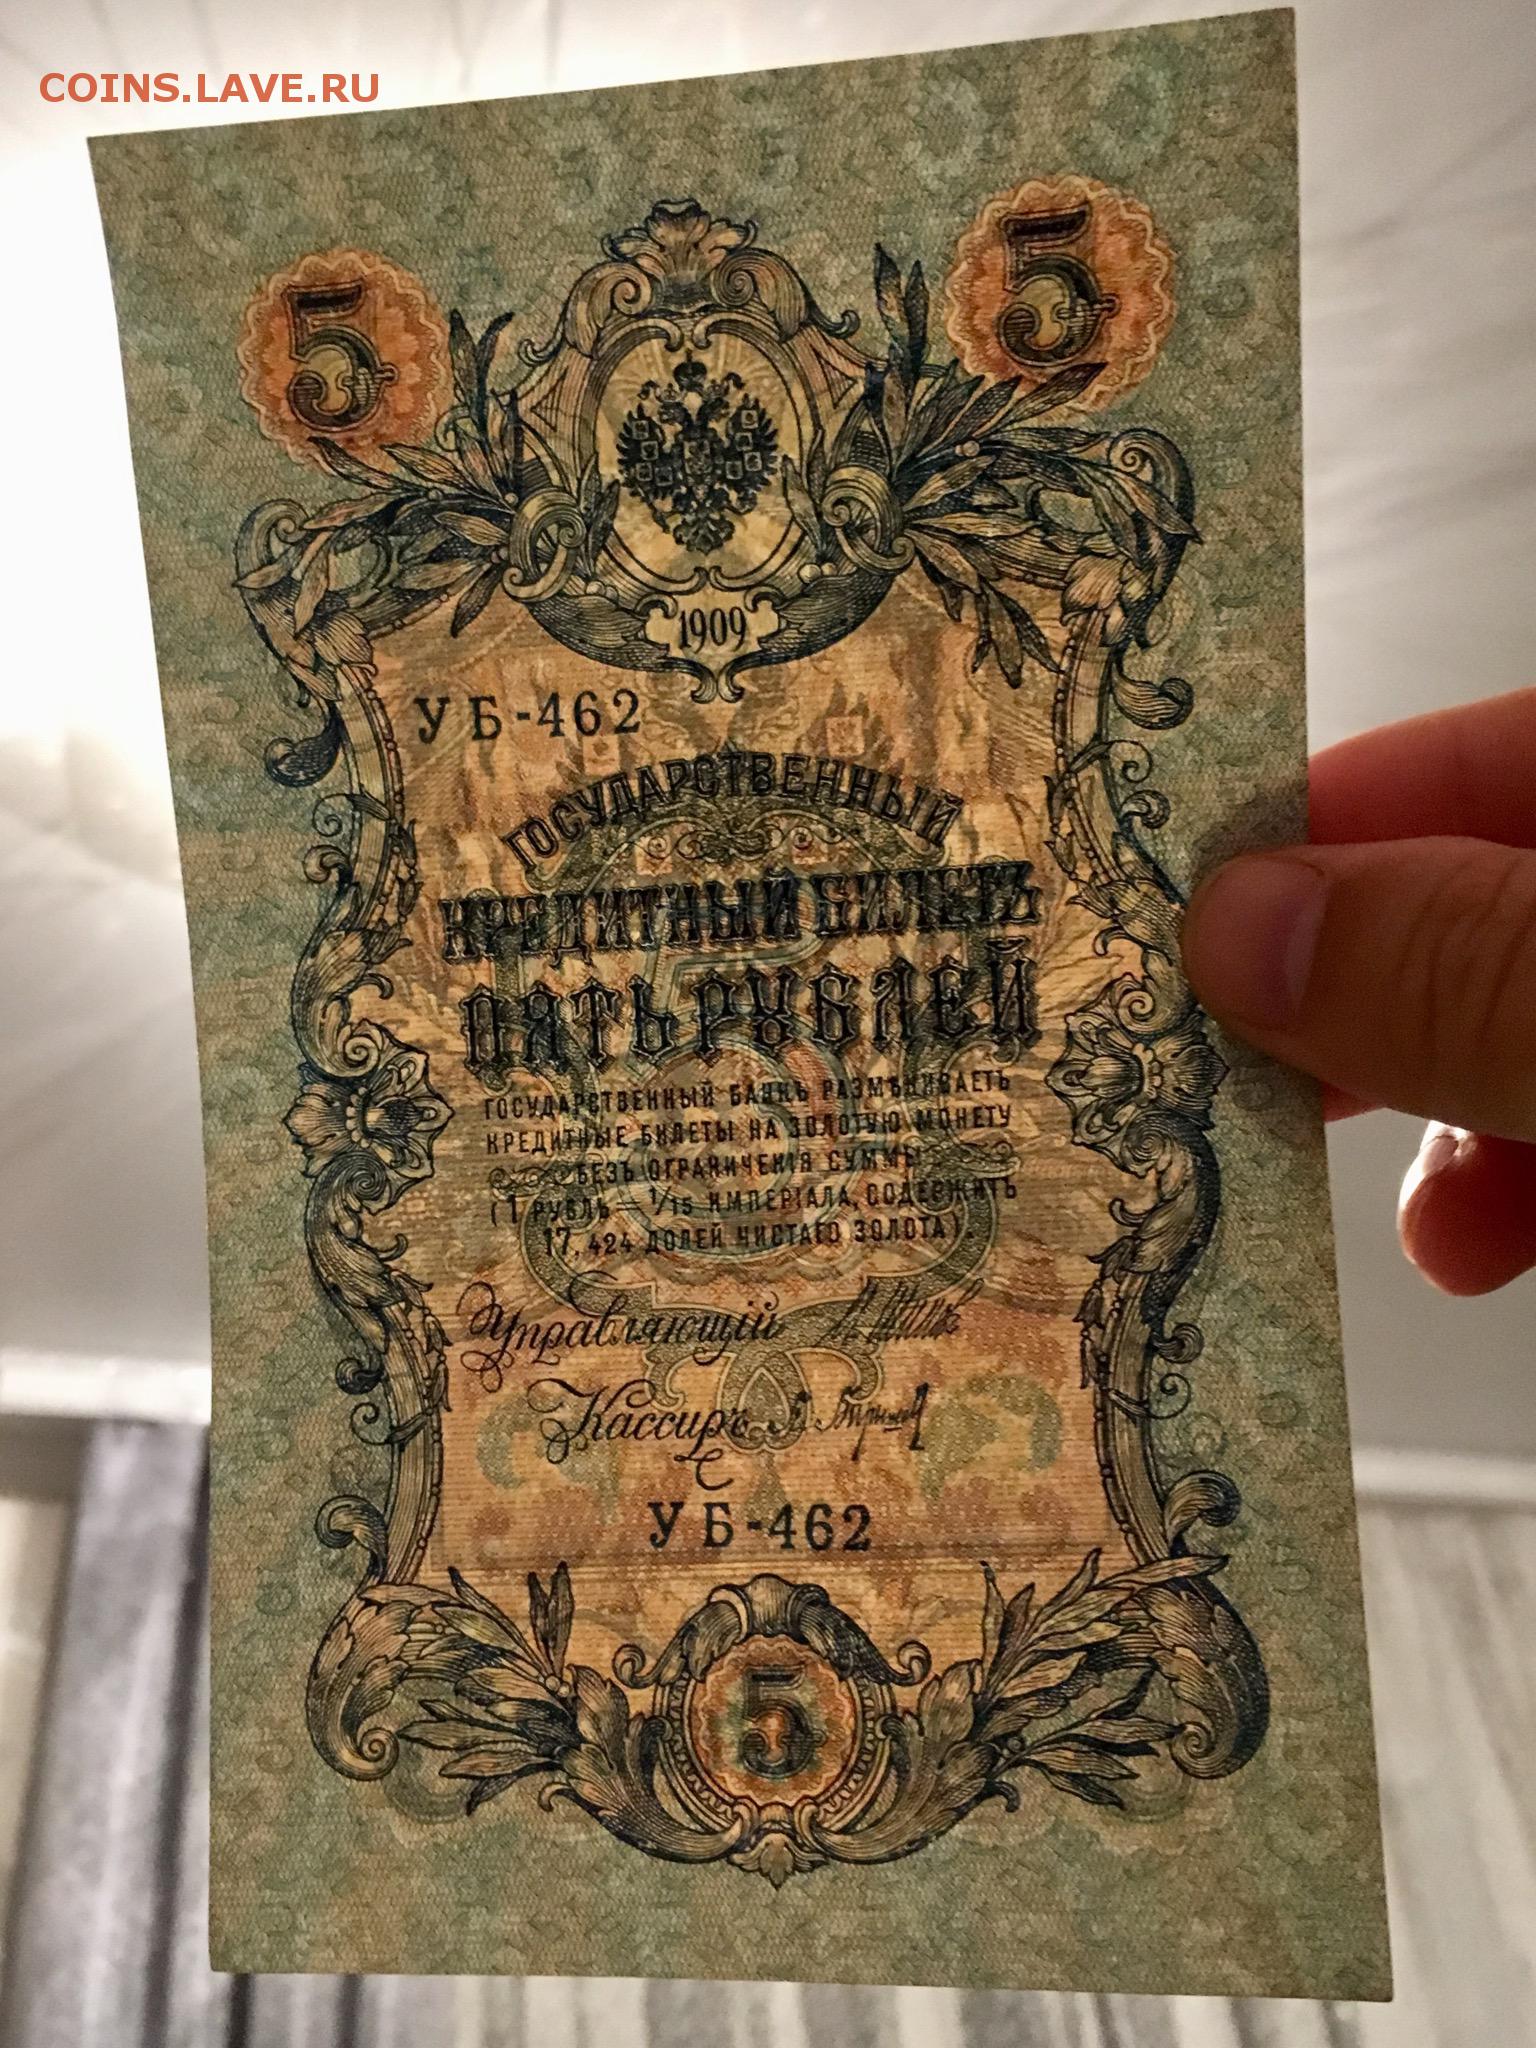 COINS.LAVE.RU
5
5
1909
УБ-462
ГОСУДАРСТВЕННЫЙ
КРЕДИТНЫЙ БИЛЕТЪ
ПЯТЬ РУБЛЕЙ
ГОСУДАРСТВЕННЫЙ БАНКЪ РАЗМѢНИВАЕТЪ
КРЕДИТНЫЕ БИЛЕТЫ НА ЗОЛОТУЮ МОНЕТУ
БЕЗЪ ОГРАНИЧЕНІЯ СУММЫ
(1 РУБЛЬ = 1/15 ИМПЕРІАЛА, СОДЕРЖИТЪ
17,424 ДОЛЕЙ ЧИСТАГО ЗОЛОТА).
Управляющій
Кассиръ
УБ-462
5